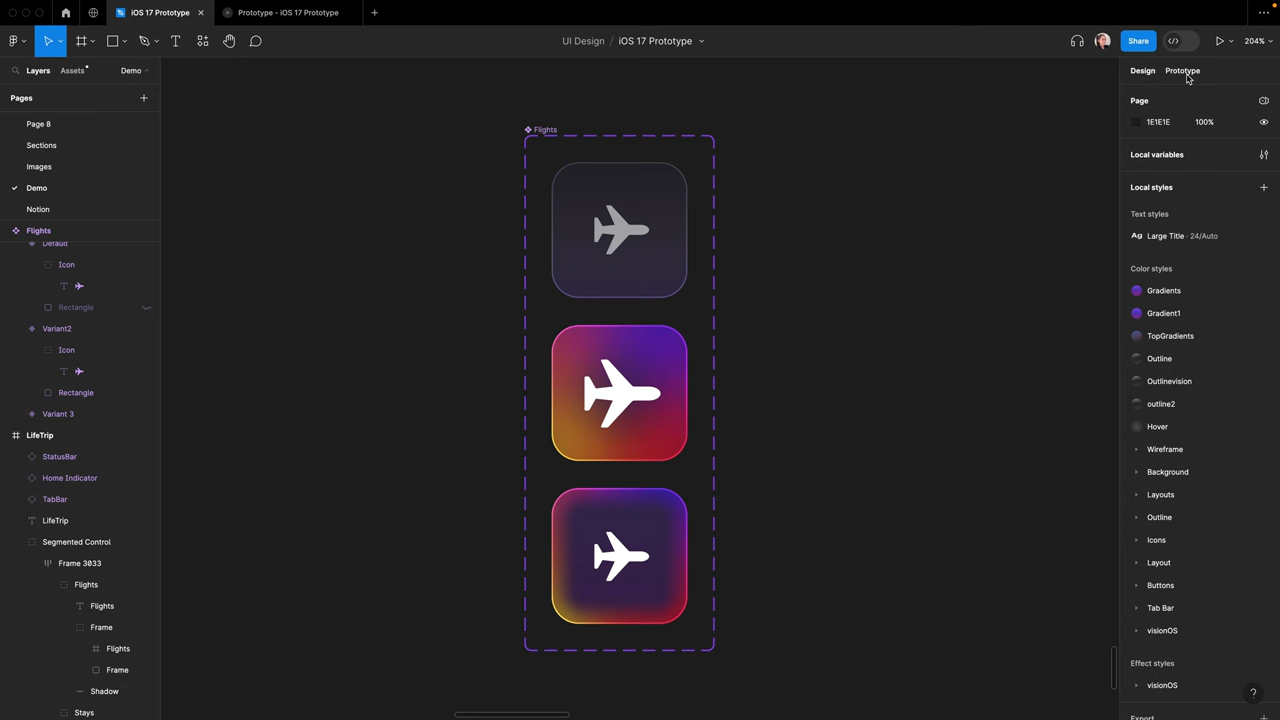 iOS 17 Prototype
Prototype - iOS 17 Prototype
UI Design / iOS 17 Prototype
Share
204%
Layers
Assets
Demo
Pages
Page 8
Sections
Images
Demo
Notion
Flights
Default
Icon
T
Rectangle
Variant2
Icon
T
Rectangle
Variant 3
LifeTrip
StatusBar
Home Indicator
TabBar
T LifeTrip
Segmented Control
Frame 3033
Flights
T Flights
Frame
Flights
Frame
Shadow
Stays
Flights
Design
Prototype
Page
1E1E1E
100%
Local variables
Local styles
Text styles
Ag Large Title · 24/Auto
Color styles
Gradients
Gradient1
TopGradients
Outline
Outlinevision
outline2
Hover
Wireframe
Background
Layouts
Outline
Icons
Layout
Buttons
Tab Bar
visionOS
Effect styles
visionOS
Export
?